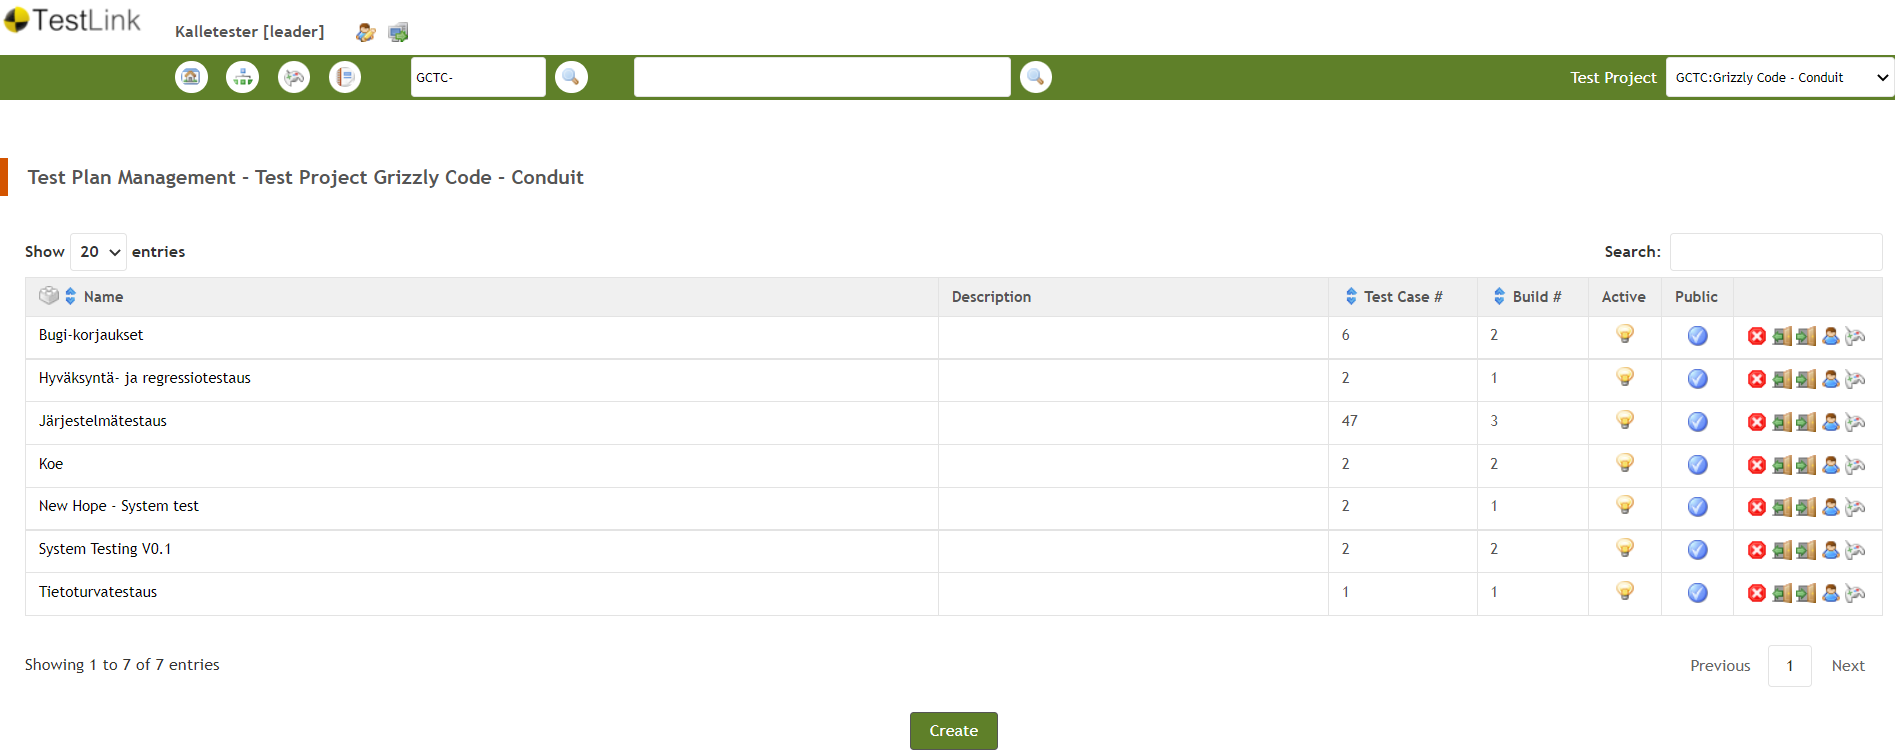 TestLink
Kalletester [leader]
GCTC-
Test Project
GCTC:Grizzly Code - Conduit
Test Plan Management - Test Project Grizzly Code - Conduit
Show 20 entries
Search:
Name Description Test Case # Build # Active Public
Bugi-korjaukset 6 2
Hyväksyntä- ja regressiotestaus 2 1
Järjestelmätestaus 47 3
Koe 2 2
New Hope - System test 2 1
System Testing V0.1 2 2
Tietoturvatestaus 1 1
Showing 1 to 7 of 7 entries
Previous 1 Next
Create